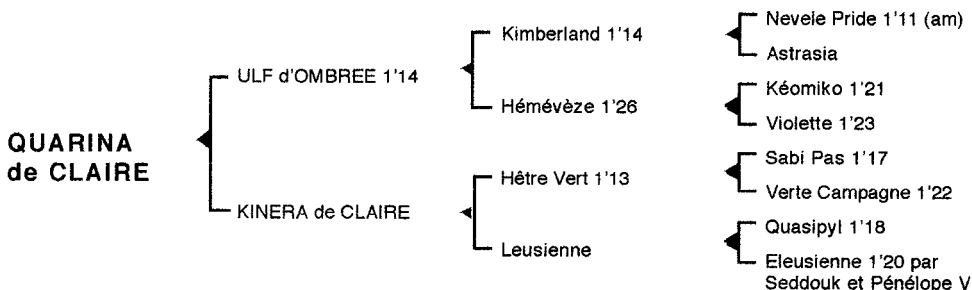 Nevele Pride 1'11 (am)
Kimberland 1'14
Astrasia
ULF d'OMBREE 1'14
Kéomiko 1'21
Hémévèze 1'26
Violette 1'23
QUARINA
de CLAIRE
Sabi Pas 1'17
Hêtre Vert 1'13
Verte Campagne 1'22
KINERA de CLAIRE
Quasipyl 1'18
Leusienne
Eleusienne 1'20 par
Seddouk et Pénélope V